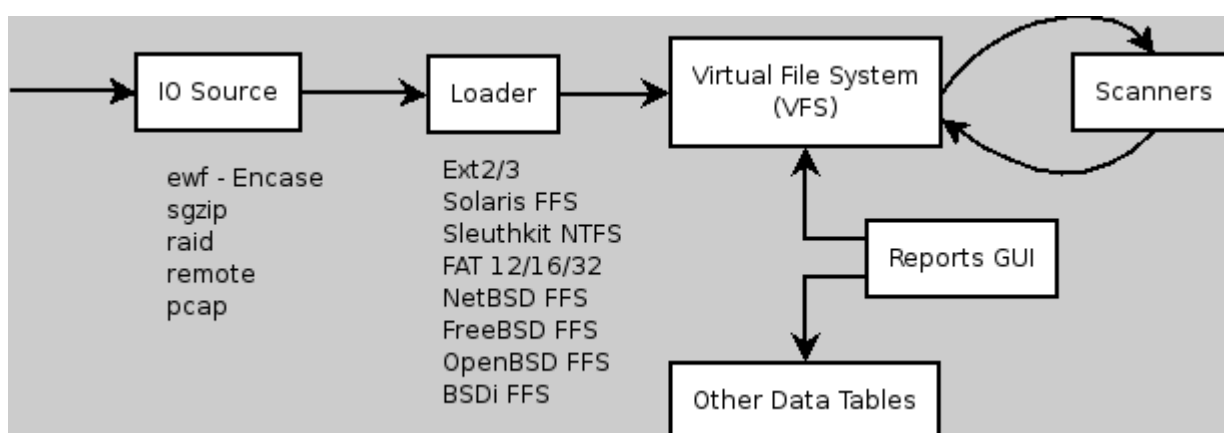 IO Source
ewf - Encase
sgzip
raid
remote
pcap
Loader
Ext2/3
Solaris FFS
Sleuthkit NTFS
FAT 12/16/32
NetBSD FFS
FreeBSD FFS
OpenBSD FFS
BSDi FFS
Virtual File System
(VFS)
Scanners
Reports GUI
Other Data Tables